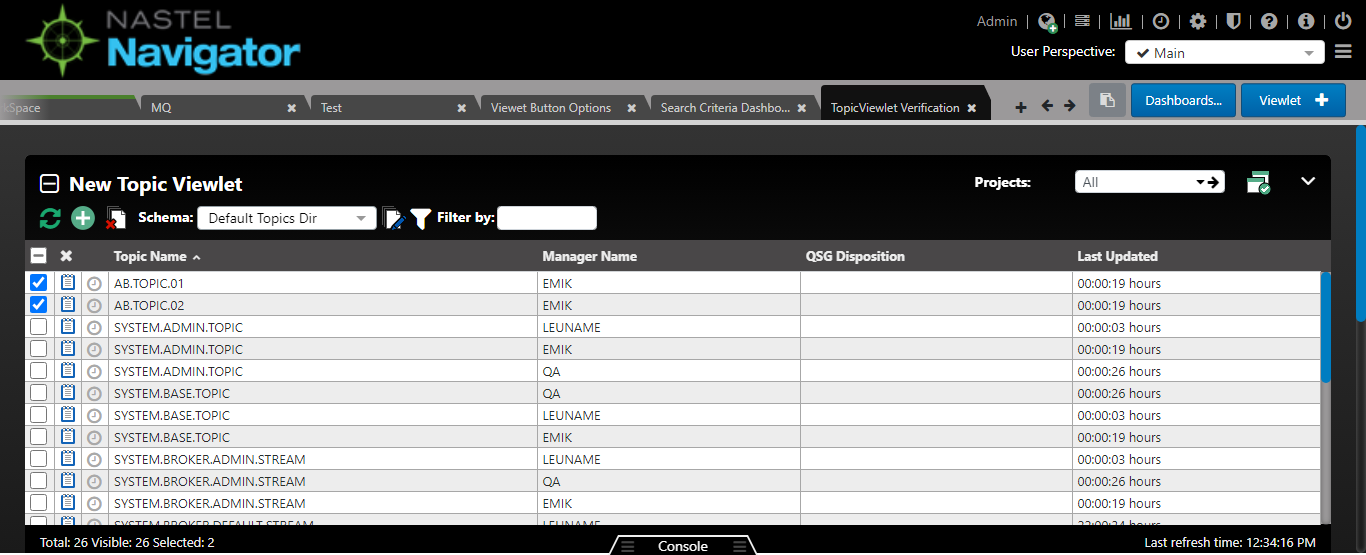 NASTEL
Navigator
Admin
User Perspective: Main
Space MQ Test Viewet Button Options Search Criteria Dashbo... TopicViewlet Verification Dashboards... Viewlet
New Topic Viewlet Projects: All
Schema: Default Topics Dir Filter by:
Topic Name Manager Name QSG Disposition Last Updated
AB.TOPIC.01 EMIK 00:00:19 hours
AB.TOPIC.02 EMIK 00:00:19 hours
SYSTEM.ADMIN.TOPIC LEUNAME 00:00:03 hours
SYSTEM.ADMIN.TOPIC EMIK 00:00:19 hours
SYSTEM.ADMIN.TOPIC QA 00:00:26 hours
SYSTEM.BASE.TOPIC QA 00:00:26 hours
SYSTEM.BASE.TOPIC LEUNAME 00:00:03 hours
SYSTEM.BASE.TOPIC EMIK 00:00:19 hours
SYSTEM.BROKER.ADMIN.STREAM LEUNAME 00:00:03 hours
SYSTEM.BROKER.ADMIN.STREAM QA 00:00:26 hours
SYSTEM.BROKER.ADMIN.STREAM EMIK 00:00:19 hours
SYSTEM.BROKER.DEFAULT.STREAM LEUNAME
Total: 26 Visible: 26 Selected: 2 Console Last refresh time: 12:34:16 PM